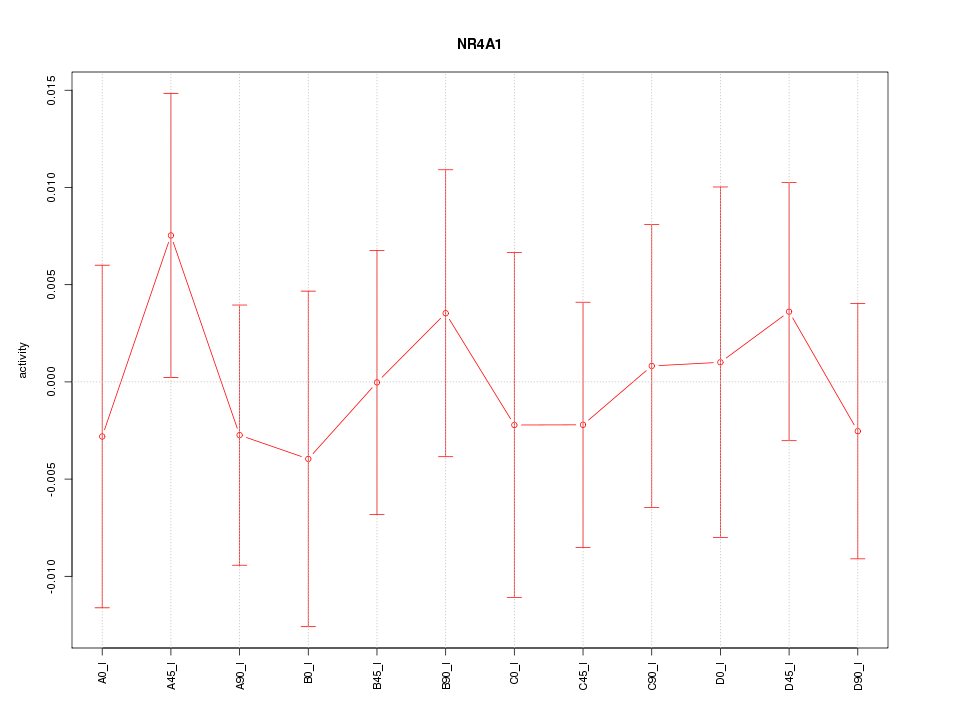 NR4A1
activity
0.015
0.010
0.005
0.000
-0.005
-0.010
A0_I
A45_I
A90_I
B0_I
B45_I
B90_I
C0_I
C45_I
C90_I
D0_I
D45_I
D90_I